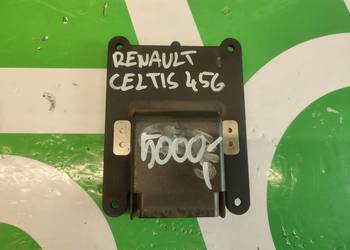 RENAULT
CELTIS 456
5000,-